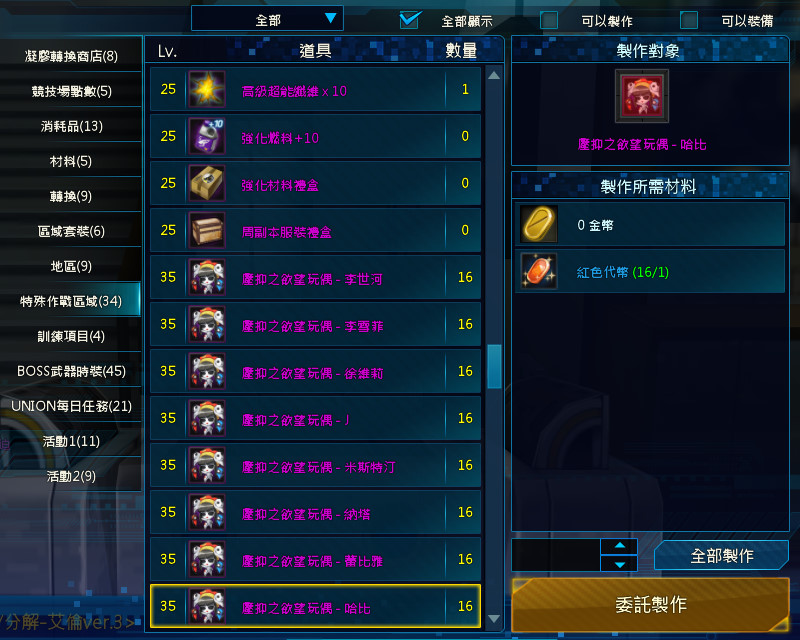 全部
全部顯示
可以製作
可以裝備
凝膠轉換商店(8)
競技場點數(5)
消耗品(13)
材料(5)
轉換(9)
區域套裝(6)
地區(9)
特殊作戰區域(34)
訓練項目(4)
BOSS武器時裝(45)
UNION每日任務(21)
活動1(11)
活動2(9)
/分解-艾倫ver.3>
Lv. 道具 數量
25 高級超能纖維 x 10 1
+10
25 強化燃料+10 0
25 強化材料禮盒 0
25 周副本服裝禮盒 0
35 壓抑之欲望玩偶 - 李世河 16
35 壓抑之欲望玩偶 - 李雪菲 16
35 壓抑之欲望玩偶 - 徐維莉 16
35 壓抑之欲望玩偶 - J 16
35 壓抑之欲望玩偶 - 米斯特汀 16
35 壓抑之欲望玩偶 - 納塔 16
35 壓抑之欲望玩偶 - 蕾比雅 16
35 壓抑之欲望玩偶 - 哈比 16
製作對象
壓抑之欲望玩偶 - 哈比
製作所需材料
0 金幣
紅色代幣 (16/1)
全部製作
委託製作